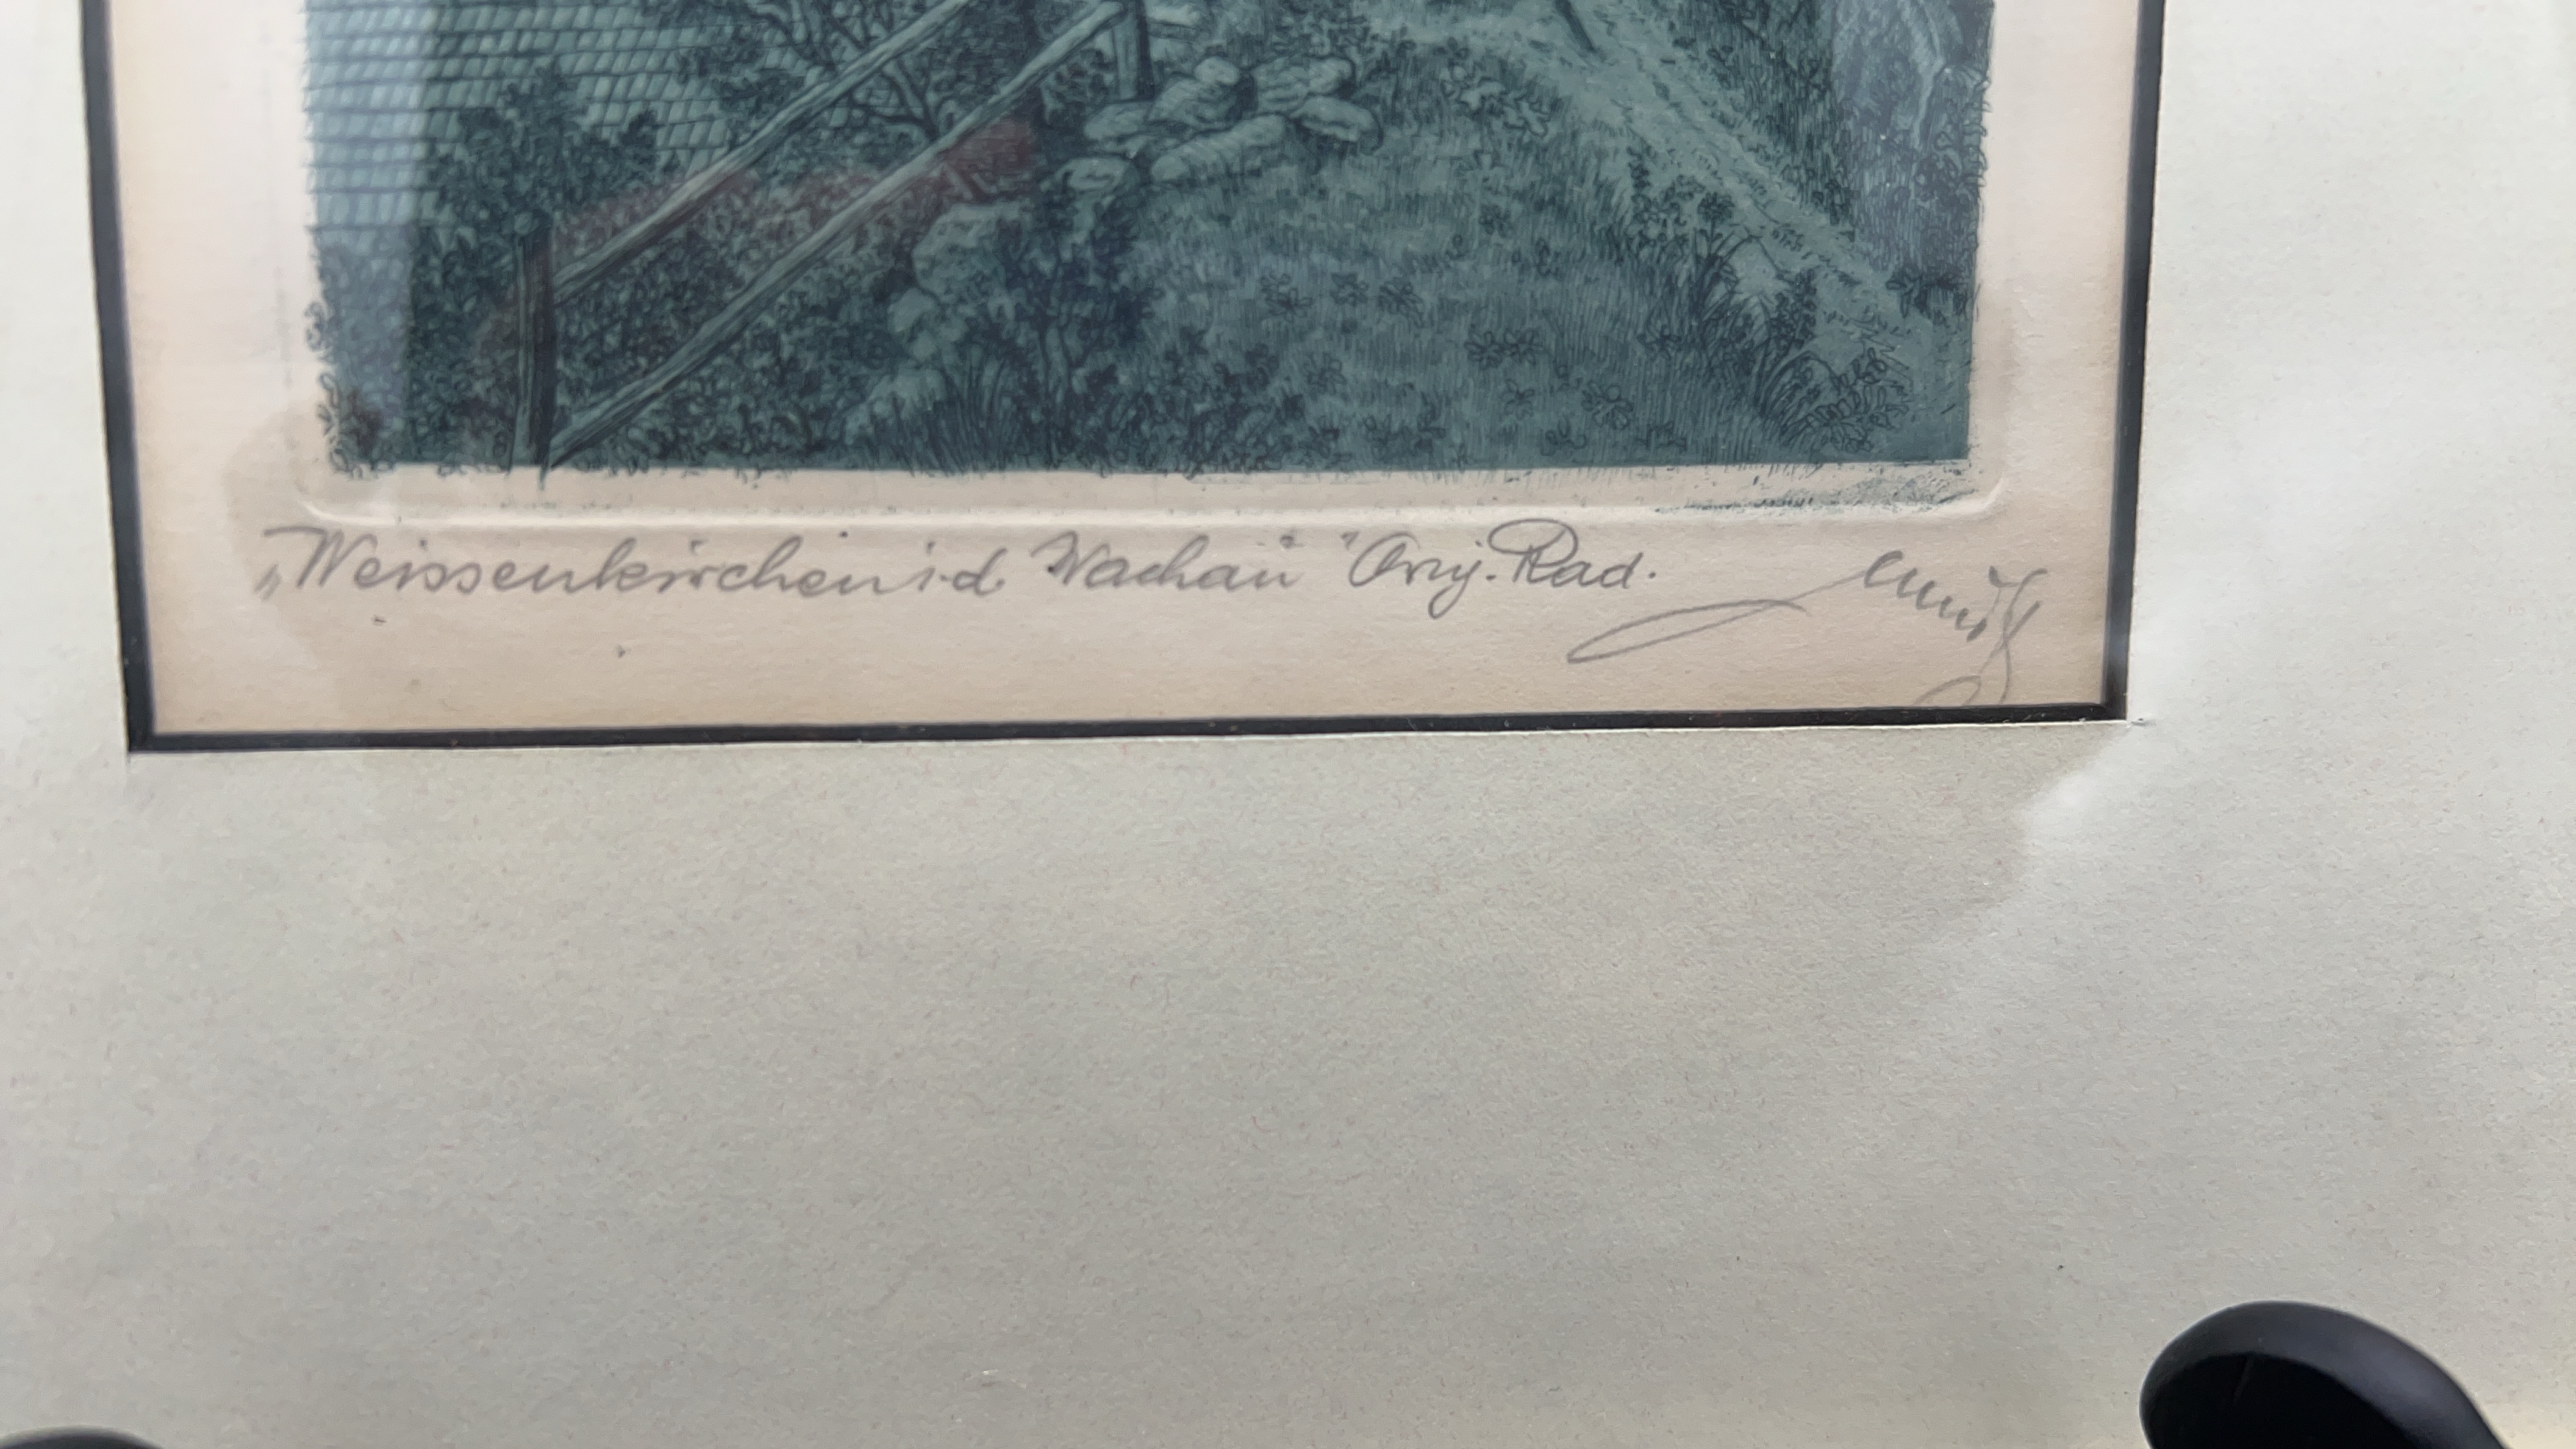 „Weissenkirchen i. d. Wachau" Orig. Rad.